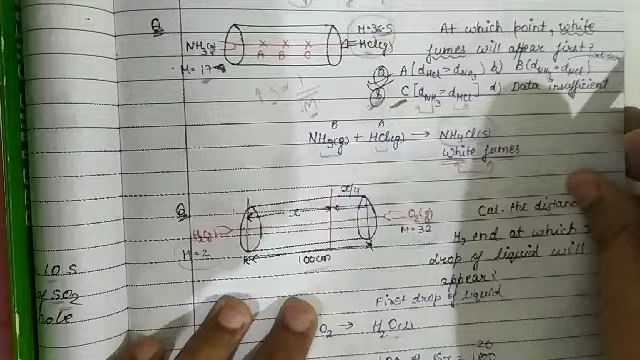 Q.
M=36.5
NH3(g) A B C HCl(g)
M=17
At which point, white
fumes will appear first?
a) A (dHCl > dNH3) b) B (dNH3 = dHCl)
c) C [dNH3 > dHCl] d) Data insufficient
B A
NH3(g) + HCl(g) → NH4Cl(s)
white fumes
Q.
x/4
x
H2(g) O2(g)
M=2 M=32
100cm
Cal. the distance
H2 end at which
drop of liquid will
appear?
First drop of liquid
O2 → H2O(l)
SO2